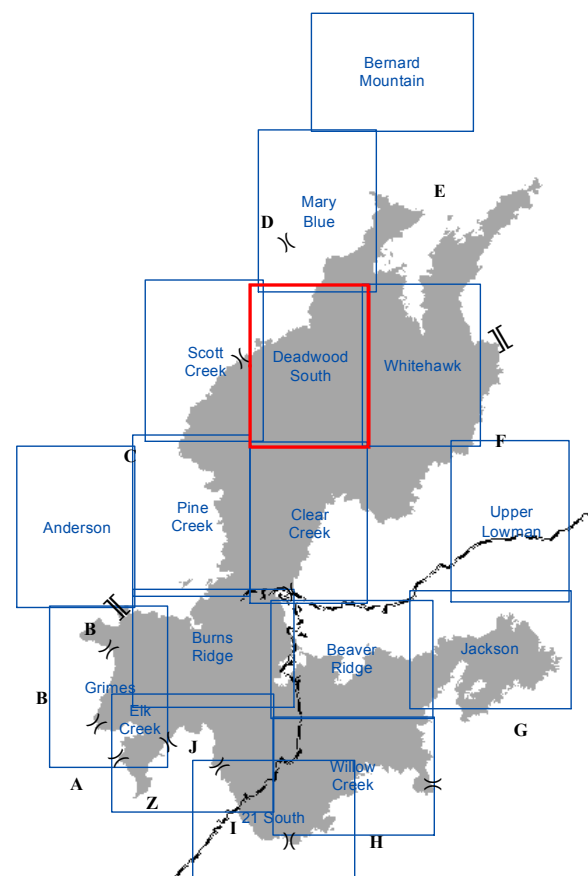 Bernard
Mountain
E
Mary
Blue
D
Scott
Creek
Deadwood
South
Whitehawk
F
C
Pine
Creek
Anderson
Clear
Creek
Upper
Lowman
B
Burns
Ridge
Beaver
Ridge
Jackson
B
Grimes
Elk
Creek
G
J
Willow
Creek
A
Z
I
21 South
H